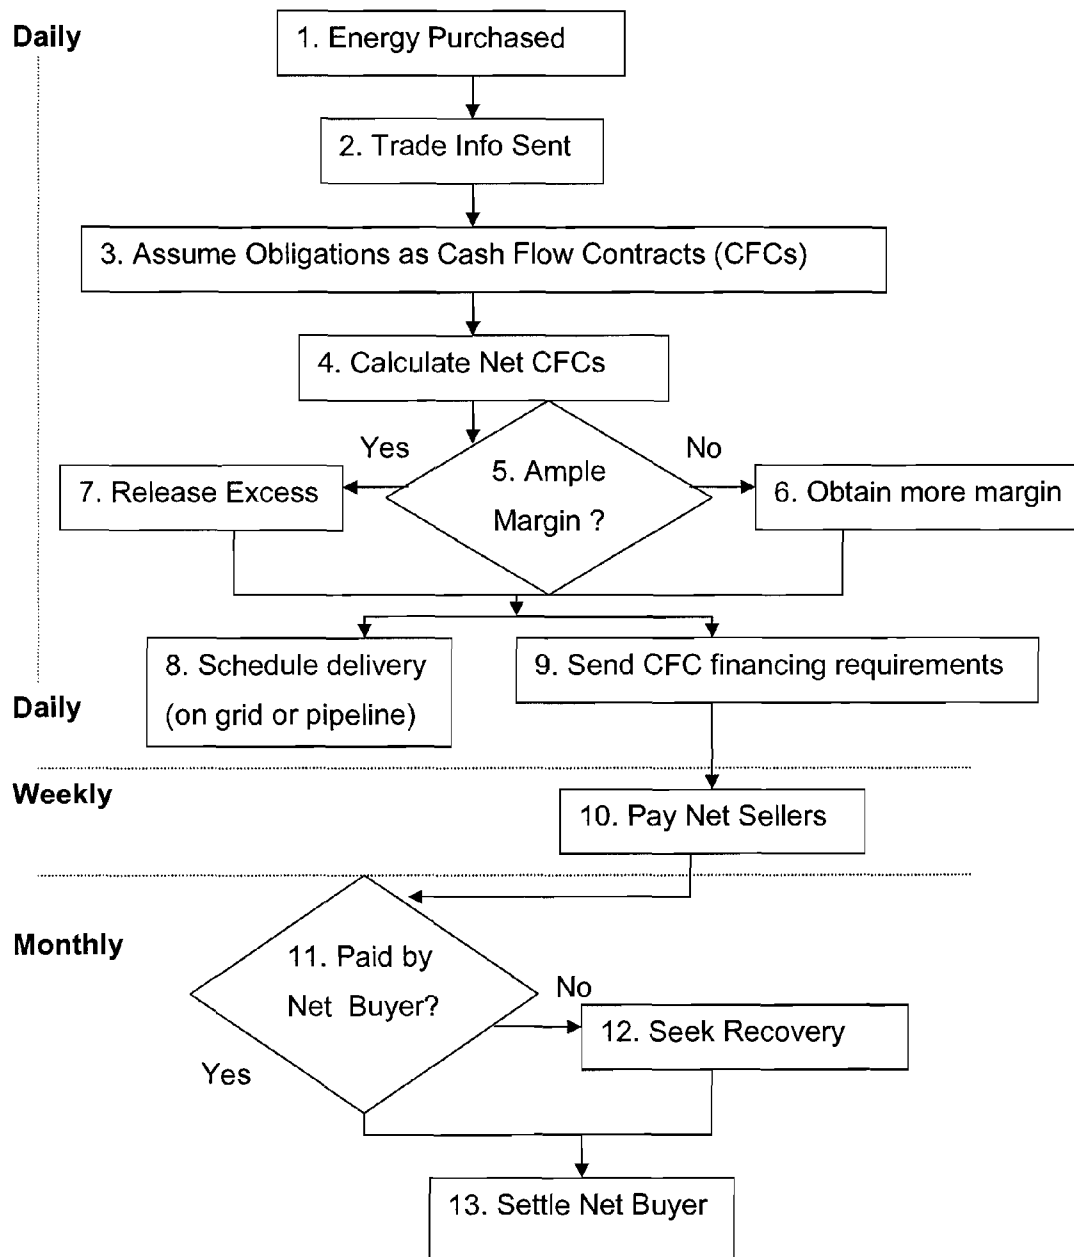 Daily
1. Energy Purchased
2. Trade Info Sent
3. Assume Obligations as Cash Flow Contracts (CFCs)
4. Calculate Net CFCs
Yes
No
5. Ample
Margin ?
7. Release Excess
6. Obtain more margin
8. Schedule delivery
(on grid or pipeline)
9. Send CFC financing requirements
Daily
Weekly
10. Pay Net Sellers
Monthly
11. Paid by
Net Buyer?
No
12. Seek Recovery
Yes
13. Settle Net Buyer